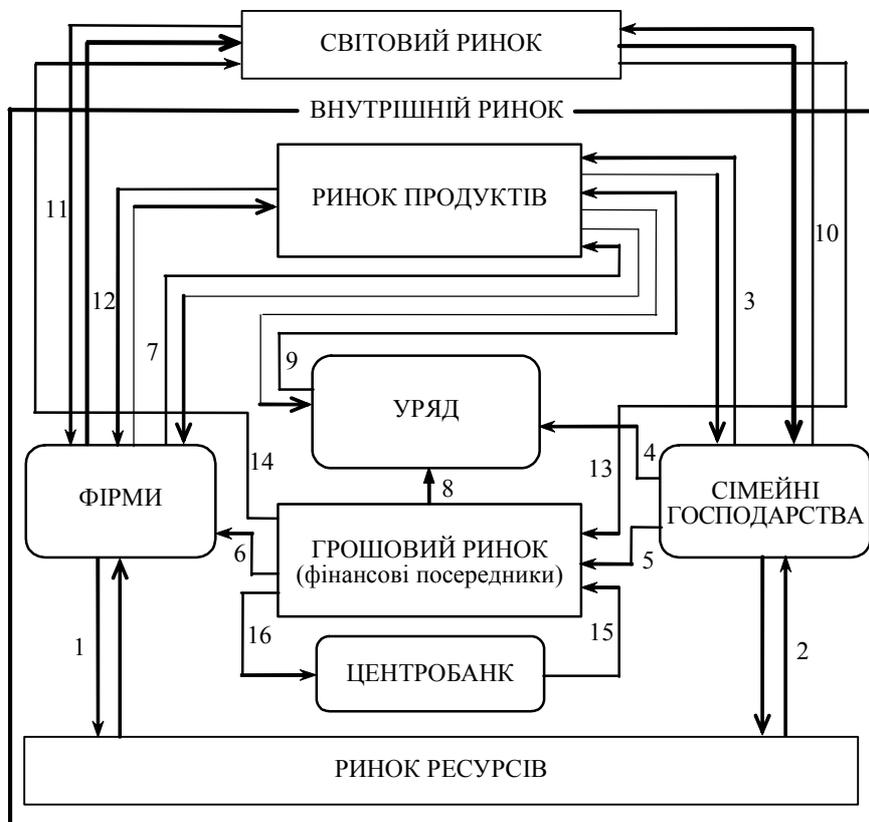 СВІТОВИЙ РИНОК
ВНУТРІШНІЙ РИНОК
РИНОК ПРОДУКТІВ
11
10
12
7
3
9
УРЯД
14
13
4
8
ФІРМИ
СІМЕЙНІ
ГОСПОДАРСТВА
ГРОШОВИЙ РИНОК
(фінансові посередники)
6
5
16
15
1
2
ЦЕНТРОБАНК
РИНОК РЕСУРСІВ